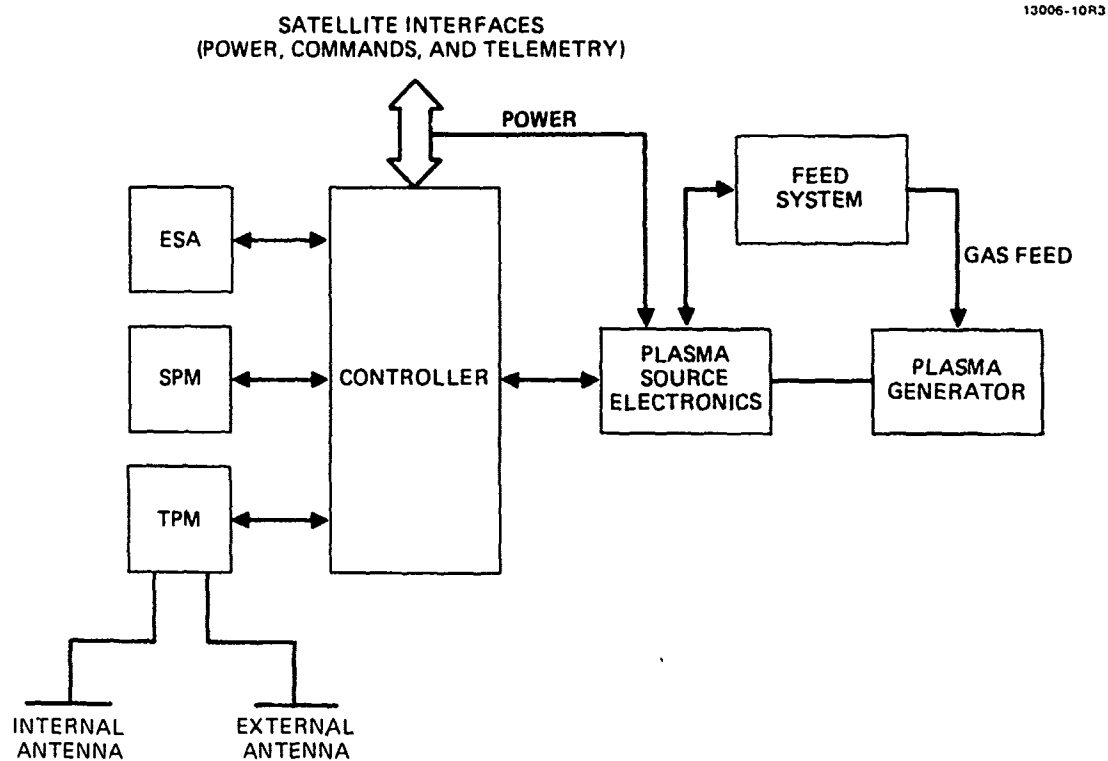 13006-10R3
SATELLITE INTERFACES
(POWER, COMMANDS, AND TELEMETRY)
POWER
FEED
SYSTEM
ESA
GAS FEED
SPM
CONTROLLER
PLASMA
SOURCE
ELECTRONICS
PLASMA
GENERATOR
TPM
INTERNAL
ANTENNA
EXTERNAL
ANTENNA